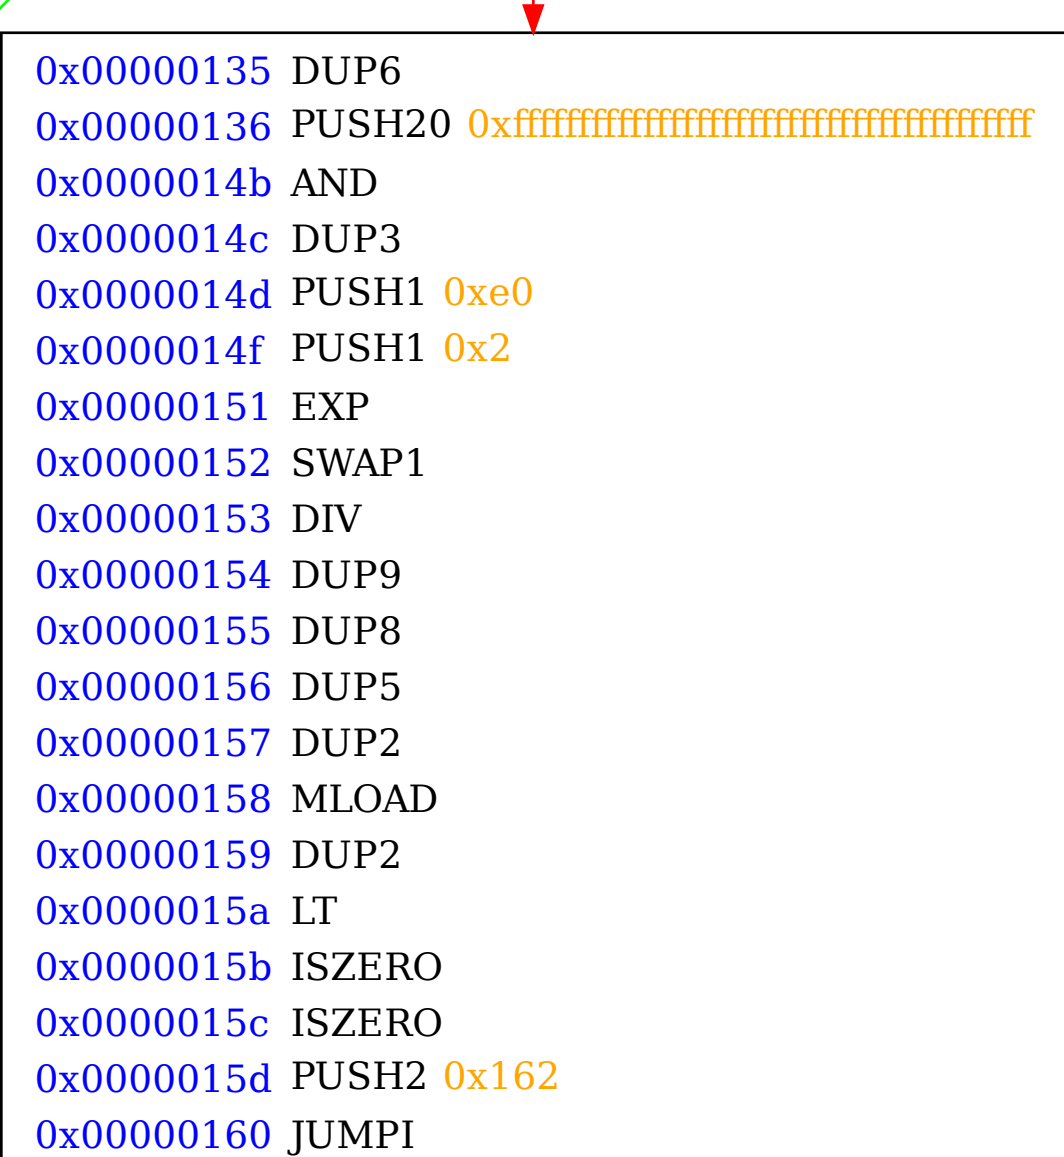 0x00000135 DUP6
0x00000136 PUSH20 0xffffffffffffffffffffffffffffffffffffffff
0x0000014b AND
0x0000014c DUP3
0x0000014d PUSH1 0xe0
0x0000014f PUSH1 0x2
0x00000151 EXP
0x00000152 SWAP1
0x00000153 DIV
0x00000154 DUP9
0x00000155 DUP8
0x00000156 DUP5
0x00000157 DUP2
0x00000158 MLOAD
0x00000159 DUP2
0x0000015a LT
0x0000015b ISZERO
0x0000015c ISZERO
0x0000015d PUSH2 0x162
0x00000160 JUMPI